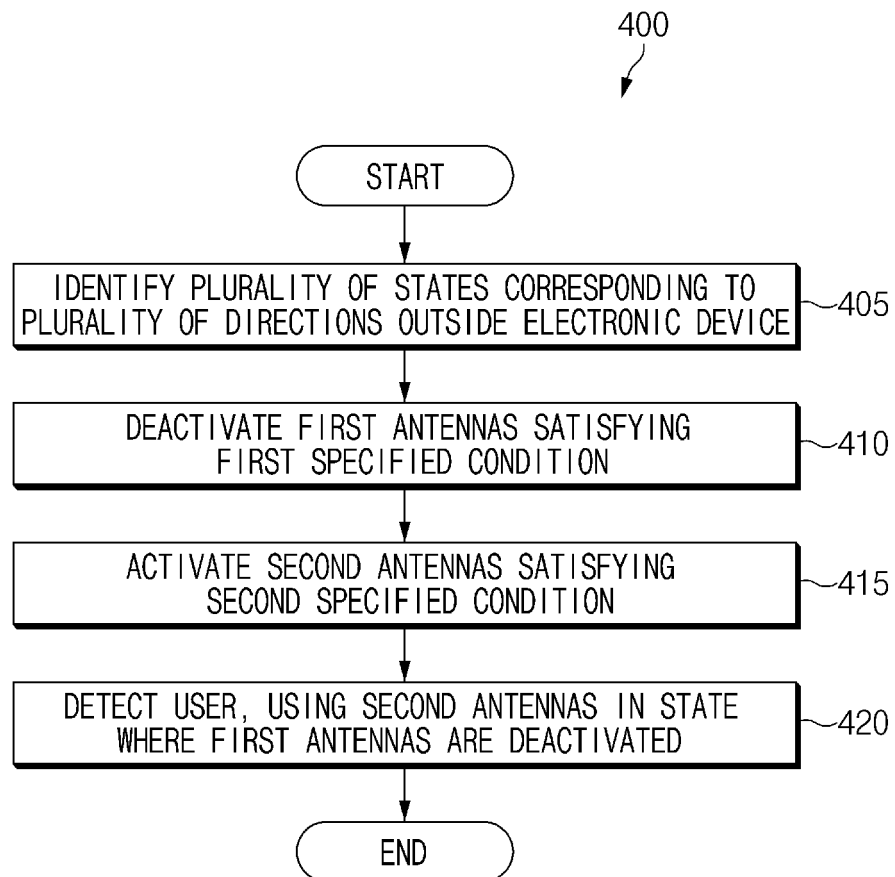 400
START
IDENTIFY PLURALITY OF STATES CORRESPONDING TO
PLURALITY OF DIRECTIONS OUTSIDE ELECTRONIC DEVICE
405
DEACTIVATE FIRST ANTENNAS SATISFYING
FIRST SPECIFIED CONDITION
410
ACTIVATE SECOND ANTENNAS SATISFYING
SECOND SPECIFIED CONDITION
415
DETECT USER, USING SECOND ANTENNAS IN STATE
WHERE FIRST ANTENNAS ARE DEACTIVATED
420
END